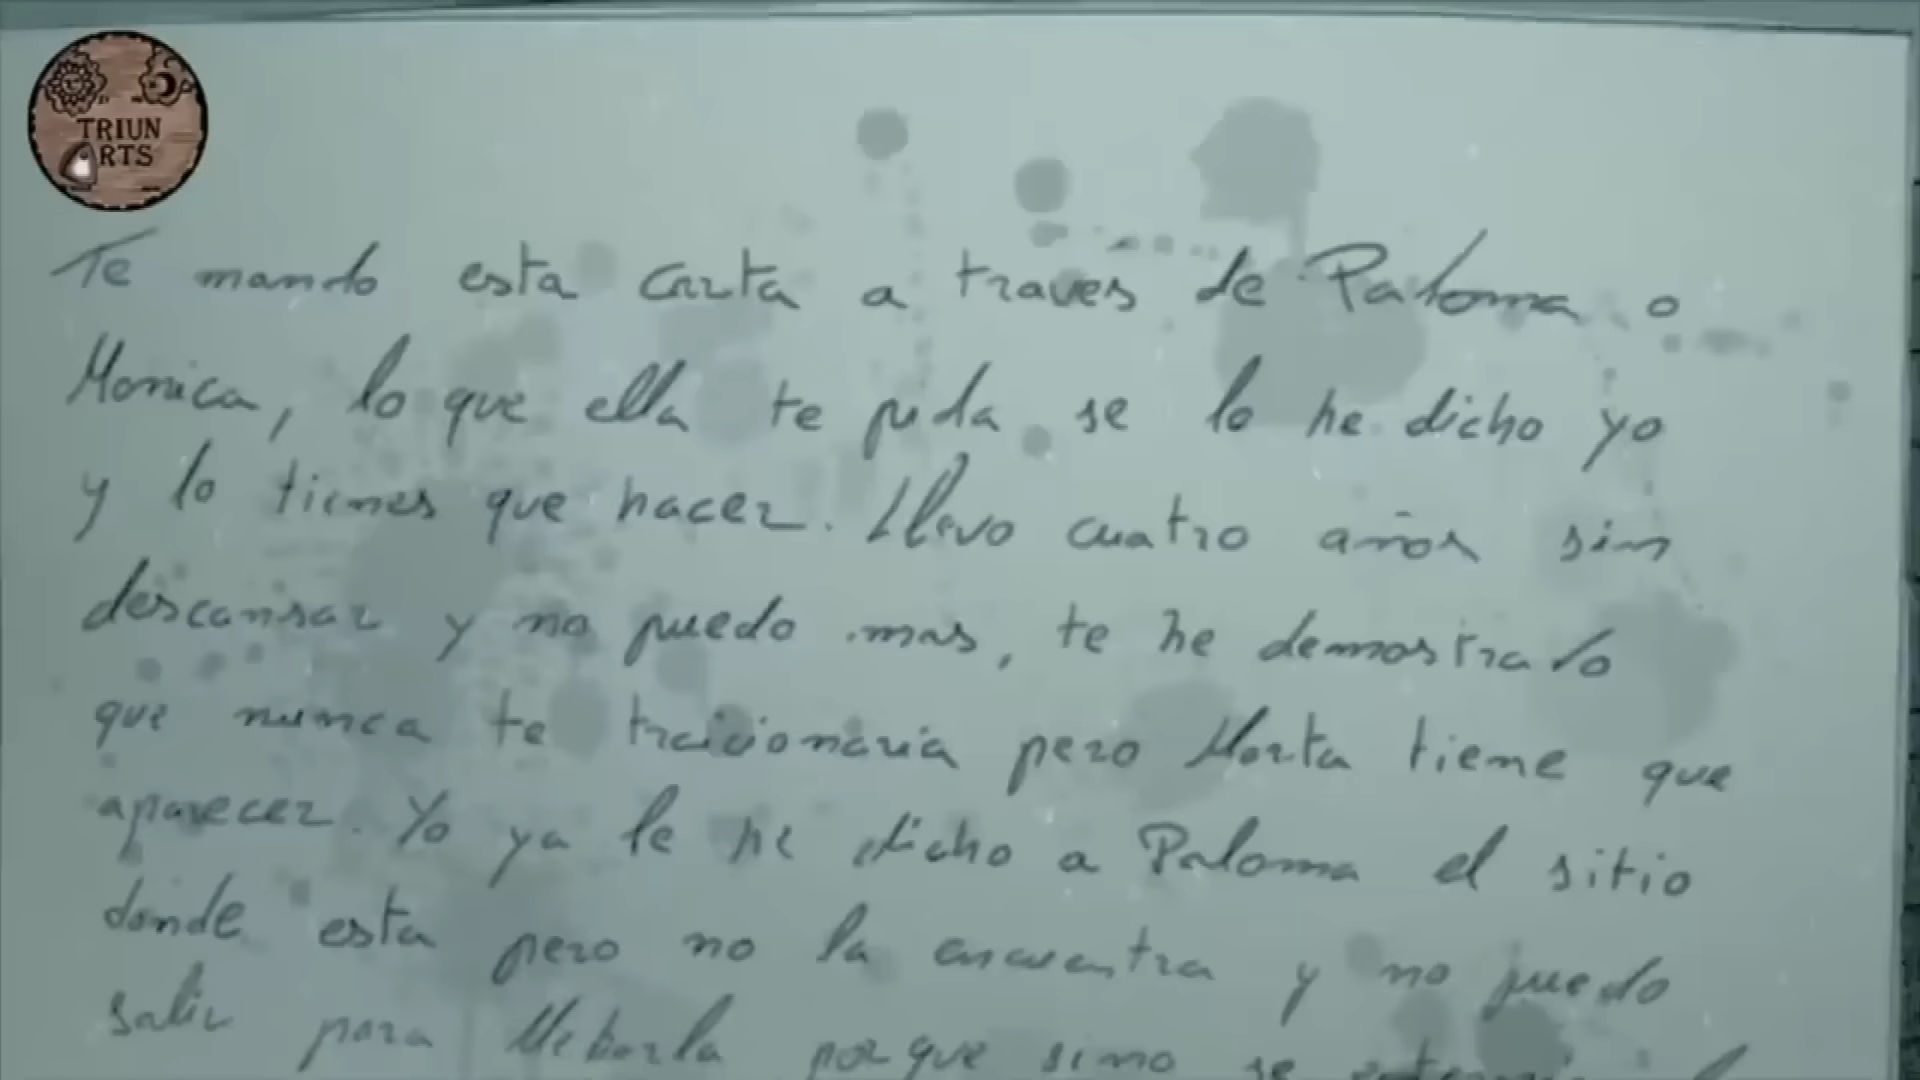 TRIUN
ARTS
Te mando esta carta a traves de Paloma o
Monica, lo que ella te pida se lo he dicho yo
y lo tienes que hacer. Llevo cuatro años sin
descansar y no puedo mas, te he demostrado
que nunca te traicionaria pero Marta tiene que
aparecer. Yo ya le he dicho a Paloma el sitio
donde esta pero no la encuentra y no puedo
salir para llebarla porque sino se